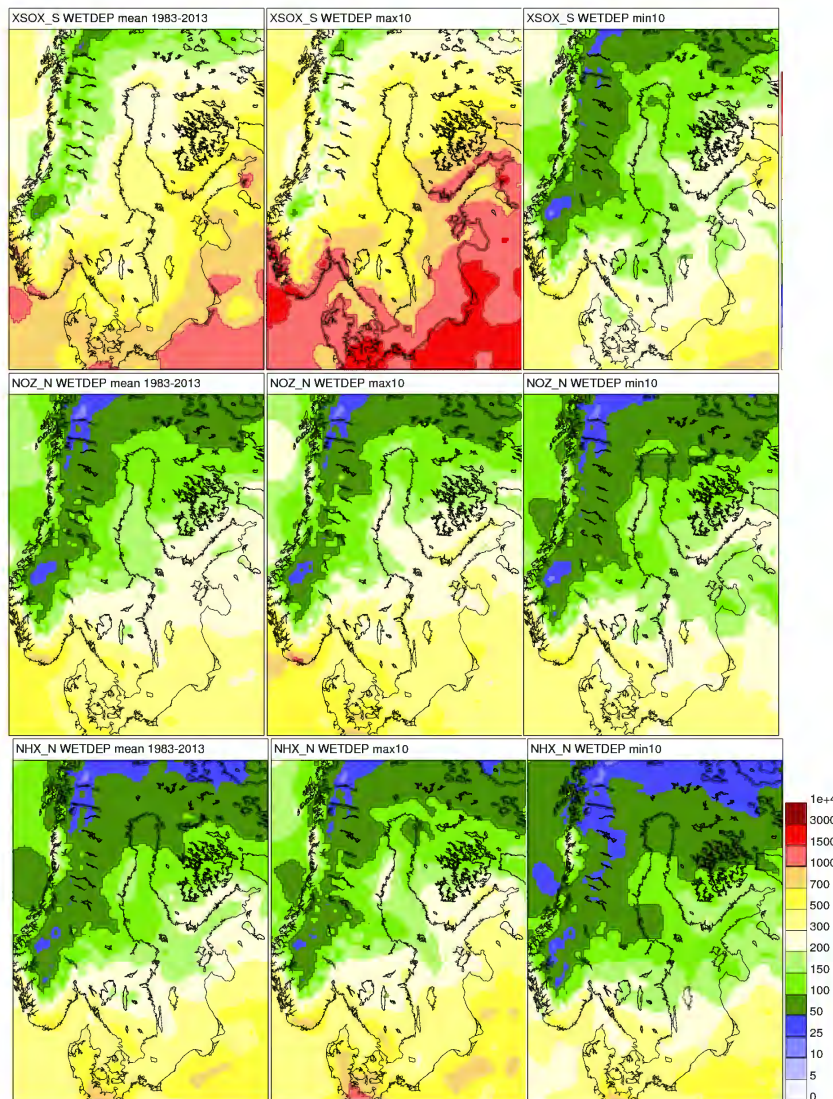 XSOX_S WETDEP mean 1983-2013
XSOX_S WETDEP max10
XSOX_S WETDEP min10
NOZ_N WETDEP mean 1983-2013
NOZ_N WETDEP max10
NOZ_N WETDEP min10
NHX_N WETDEP mean 1983-2013
NHX_N WETDEP max10
NHX_N WETDEP min10
1e+4
3000
1500
1000
700
500
300
200
150
100
50
25
10
5
0